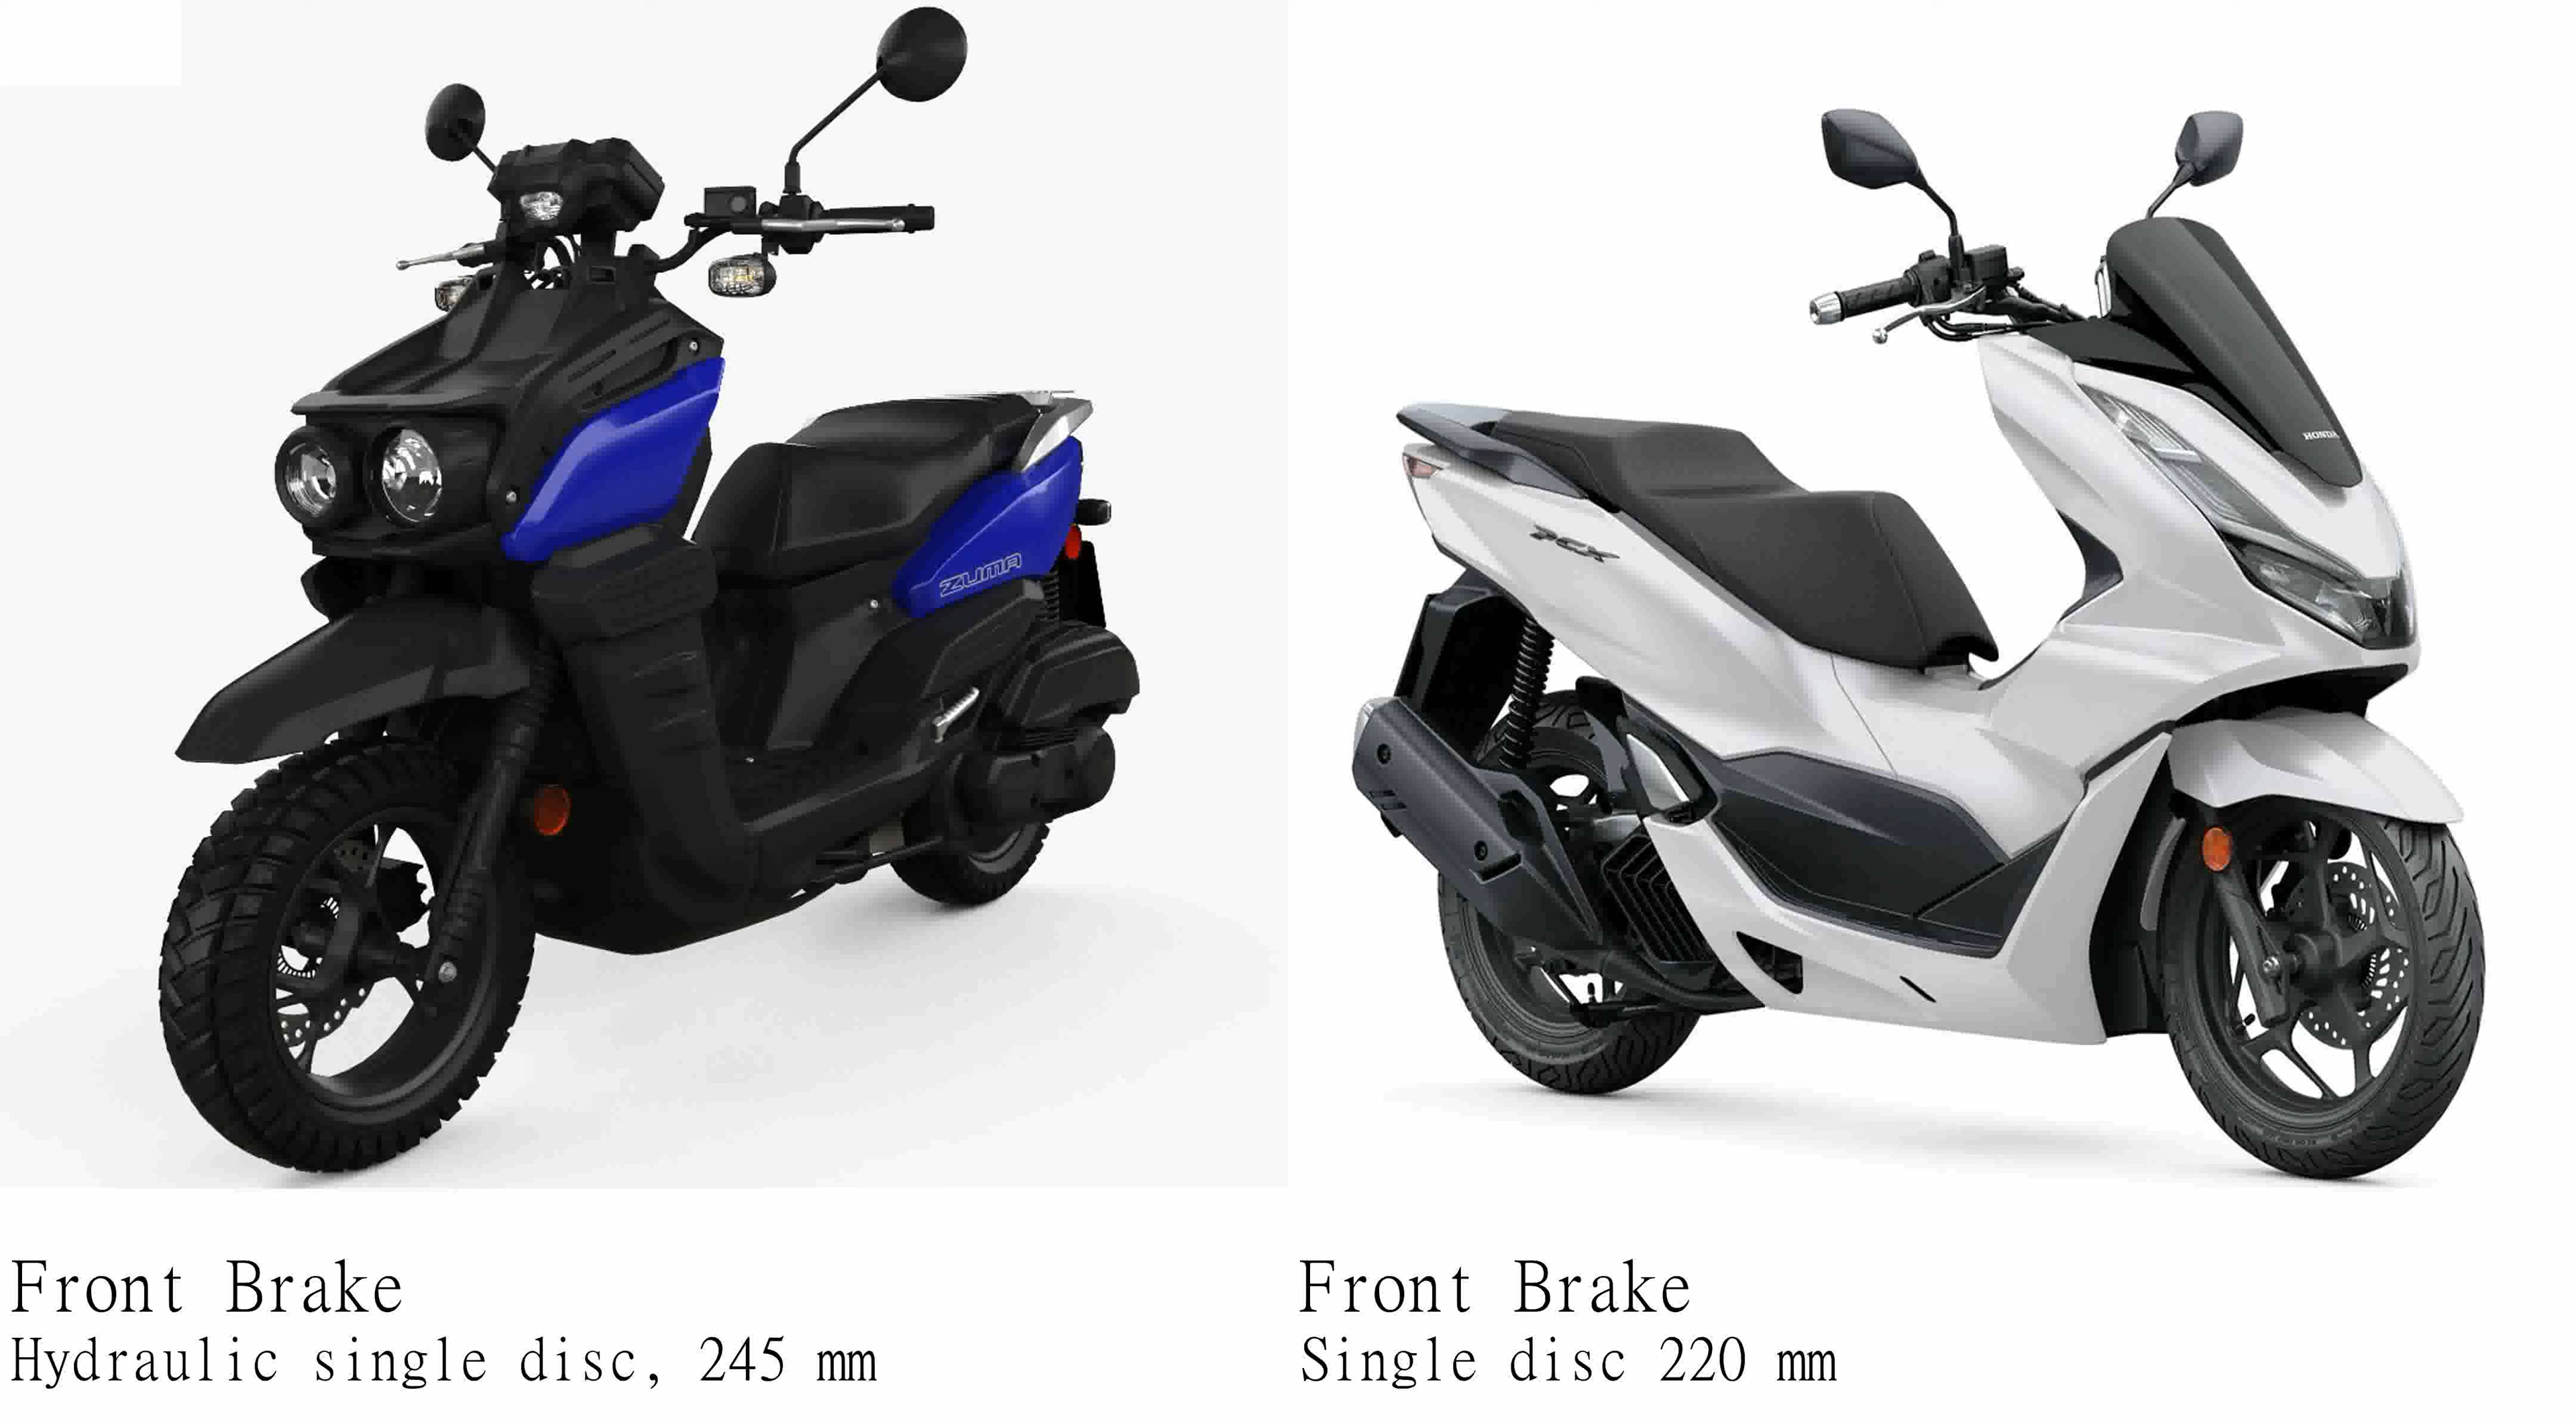 HONDA
PCX
ZUMA
Front Brake
Hydraulic single disc, 245 mm
Front Brake
Single disc 220 mm